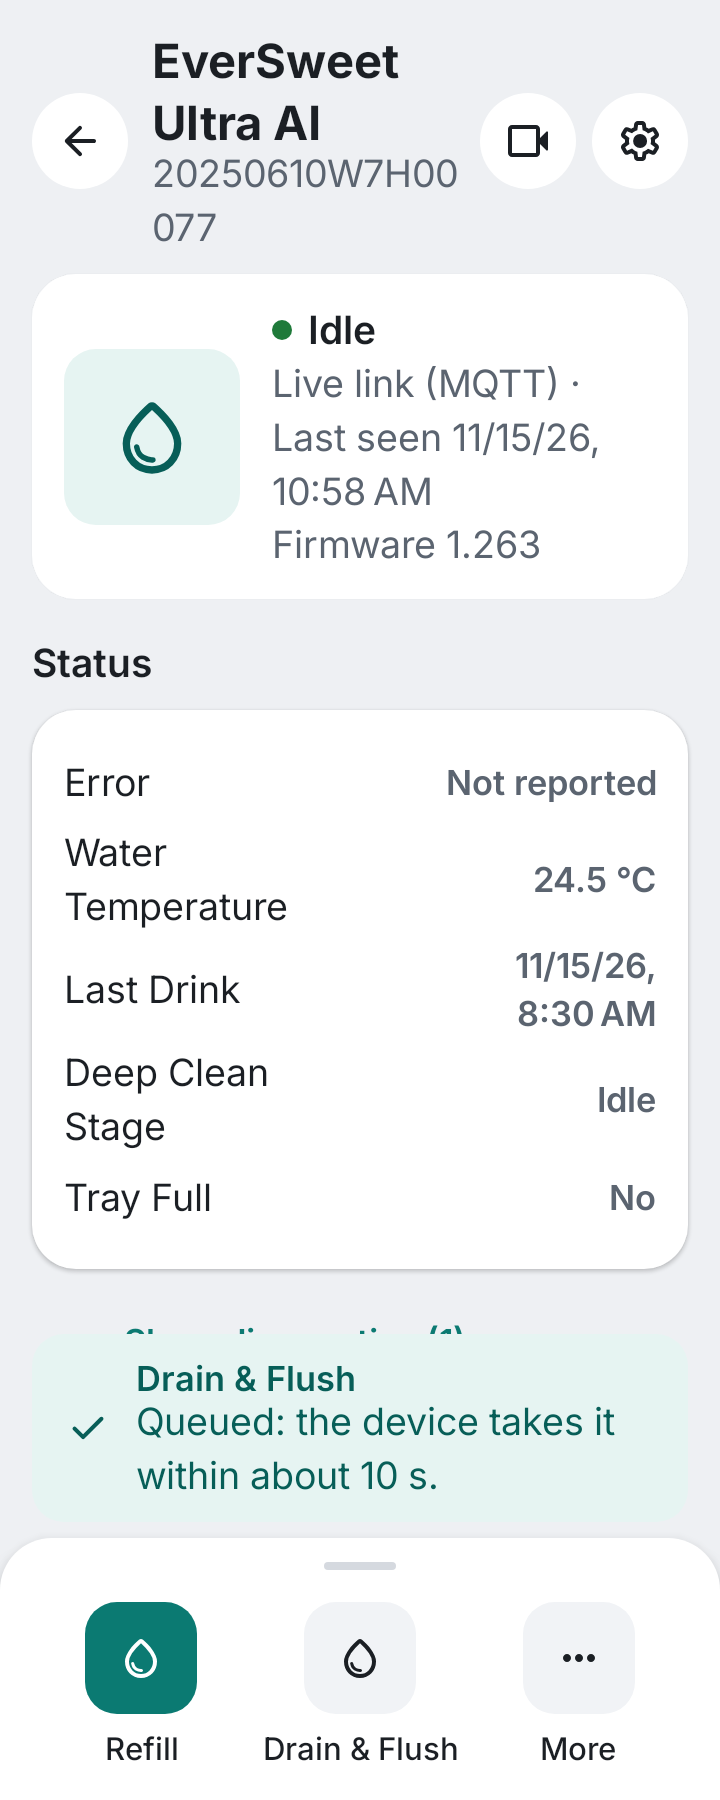 EverSweet
Ultra AI
20250610W7H00
077
Idle
Live link (MQTT) ·
Last seen 11/15/26,
10:58 AM
Firmware 1.263
Status
Error
Not reported
Water
Temperature
24.5 °C
Last Drink
11/15/26,
8:30 AM
Deep Clean
Stage
Idle
Tray Full
No
Drain & Flush
Queued: the device takes it
within about 10 s.
Refill
Drain & Flush
More